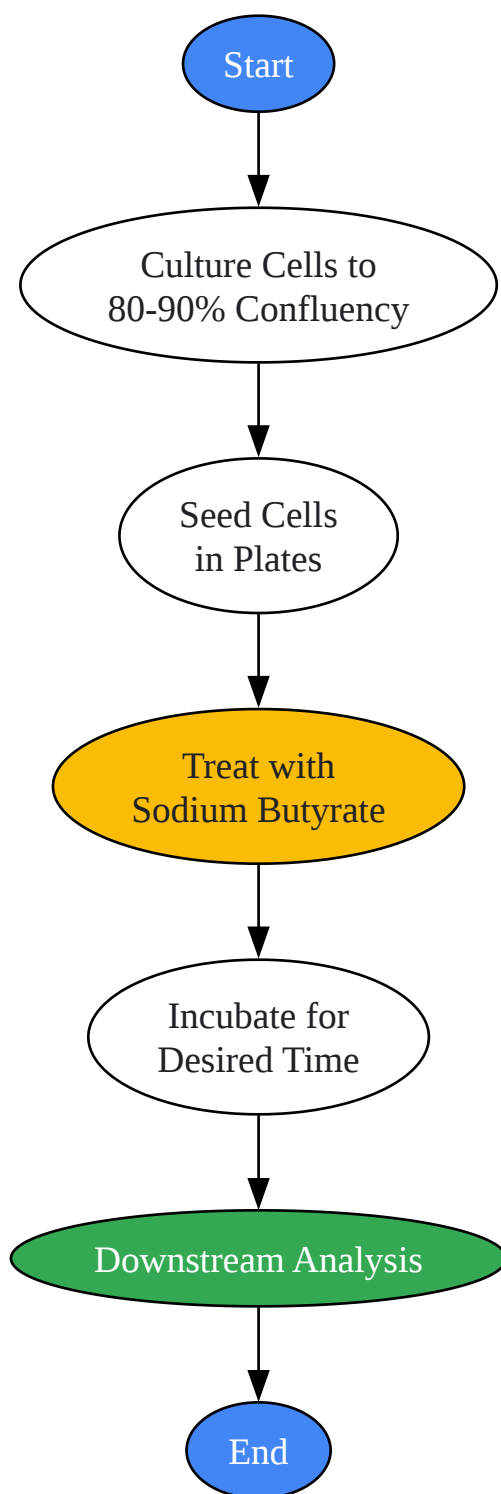 Start
Culture Cells to
80-90% Confluency
Seed Cells
in Plates
Treat with
Sodium Butyrate
Incubate for
Desired Time
Downstream Analysis
End